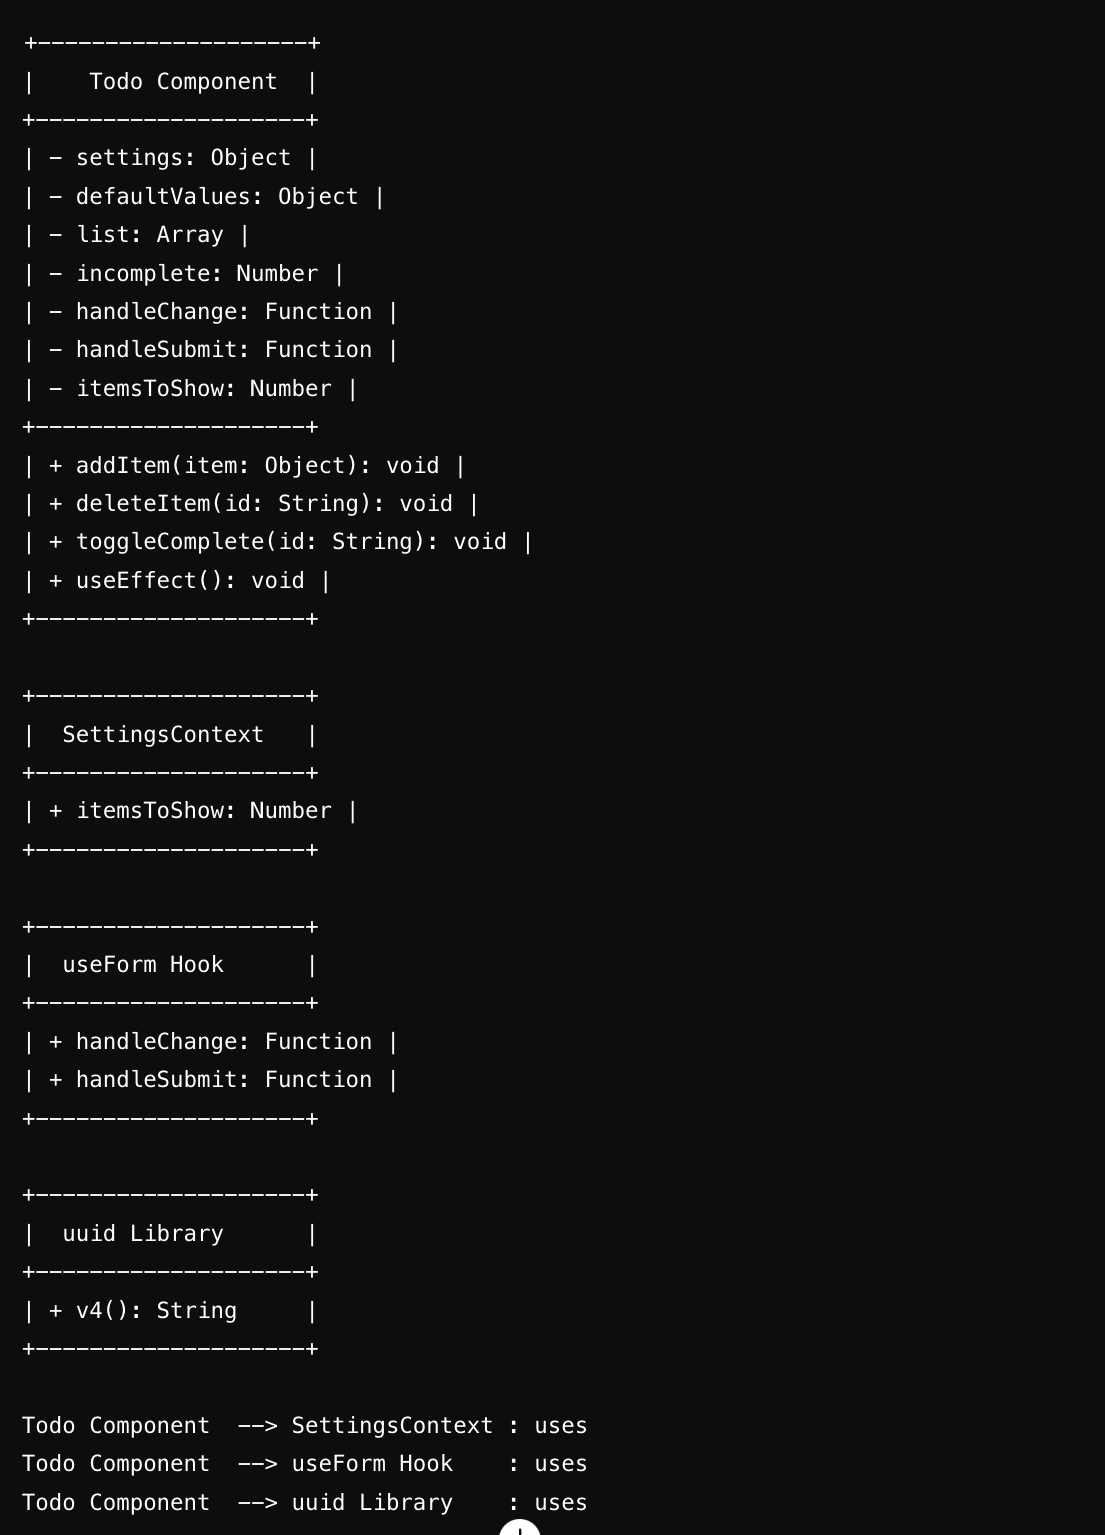 +--------------------+
|    Todo Component  |
+--------------------+
| - settings: Object |
| - defaultValues: Object |
| - list: Array |
| - incomplete: Number |
| - handleChange: Function |
| - handleSubmit: Function |
| - itemsToShow: Number |
+--------------------+
| + addItem(item: Object): void |
| + deleteItem(id: String): void |
| + toggleComplete(id: String): void |
| + useEffect(): void |
+--------------------+

+--------------------+
|  SettingsContext   |
+--------------------+
| + itemsToShow: Number |
+--------------------+

+--------------------+
|  useForm Hook      |
+--------------------+
| + handleChange: Function |
| + handleSubmit: Function |
+--------------------+

+--------------------+
|  uuid Library      |
+--------------------+
| + v4(): String     |
+--------------------+

Todo Component  --> SettingsContext : uses
Todo Component  --> useForm Hook    : uses
Todo Component  --> uuid Library    : uses